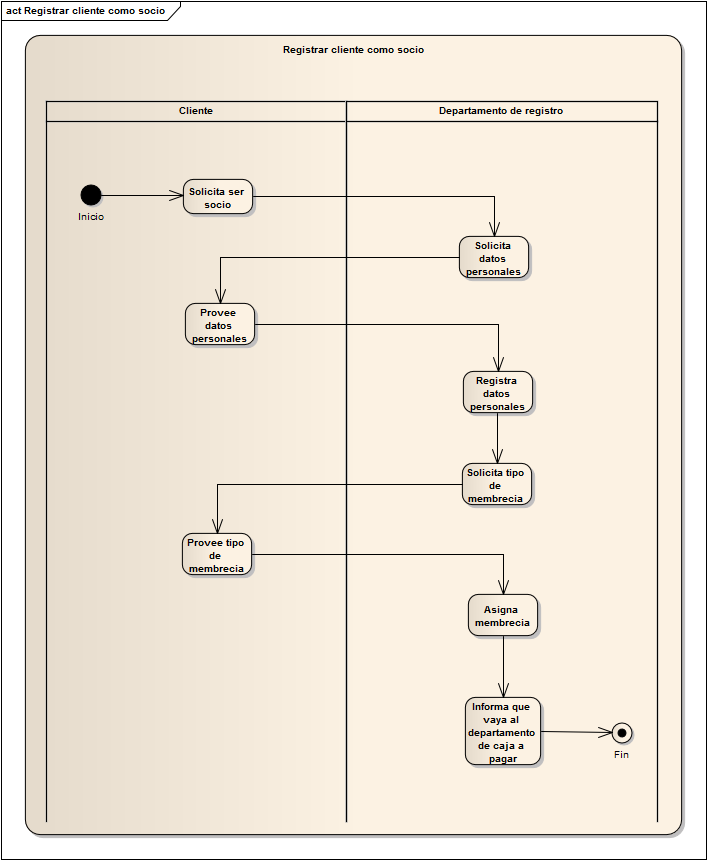 act Registrar cliente como socio
Registrar cliente como socio
Cliente
Departamento de registro
Inicio
Solicita ser
socio
Solicita
datos
personales
Provee
datos
personales
Registra
datos
personales
Solicita tipo
de
membrecia
Provee tipo
de
membrecia
Asigna
membrecia
Informa que
vaya al
departamento
de caja a
pagar
Fin